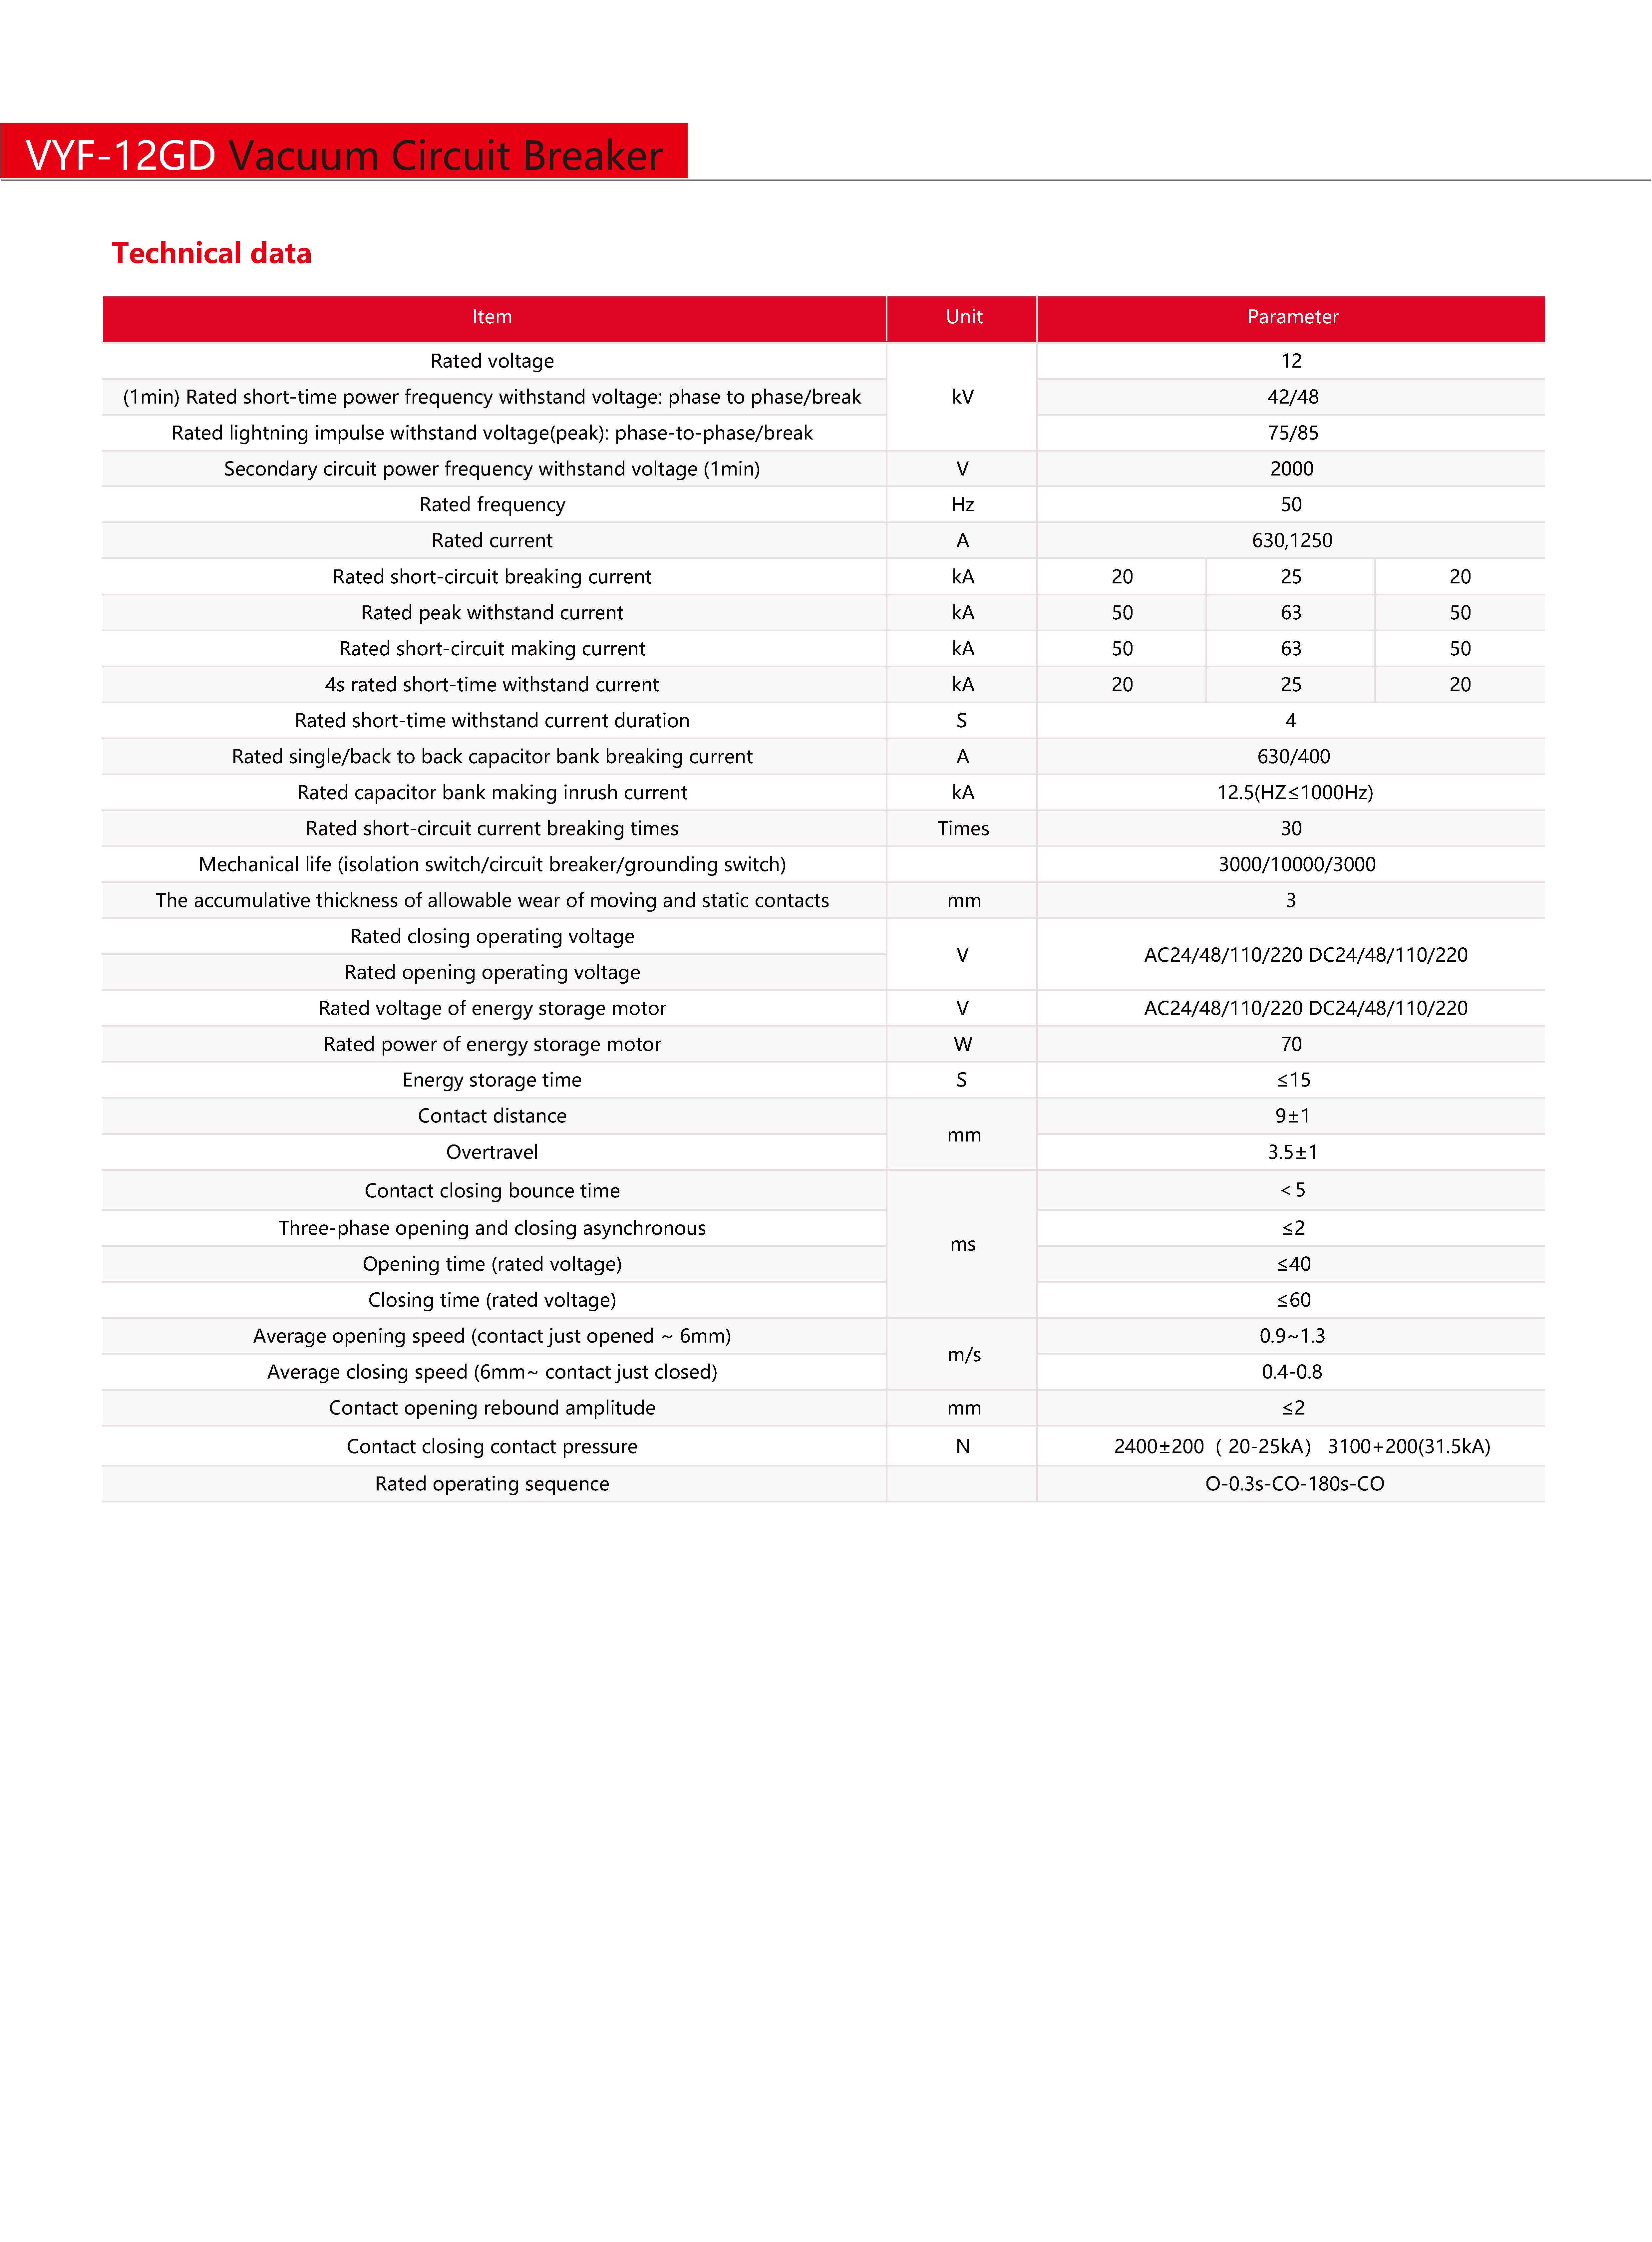 VYF-12GD Vacuum Circuit Breaker
Technical data
Item Unit Parameter
Rated voltage 12
(1min) Rated short-time power frequency withstand voltage: phase to phase/break kV 42/48
Rated lightning impulse withstand voltage(peak): phase-to-phase/break 75/85
Secondary circuit power frequency withstand voltage (1min) V 2000
Rated frequency Hz 50
Rated current A 630,1250
Rated short-circuit breaking current kA 20 25 20
Rated peak withstand current kA 50 63 50
Rated short-circuit making current kA 50 63 50
4s rated short-time withstand current kA 20 25 20
Rated short-time withstand current duration S 4
Rated single/back to back capacitor bank breaking current A 630/400
Rated capacitor bank making inrush current kA 12.5(HZ≤1000Hz)
Rated short-circuit current breaking times Times 30
Mechanical life (isolation switch/circuit breaker/grounding switch) 3000/10000/3000
The accumulative thickness of allowable wear of moving and static contacts mm 3
Rated closing operating voltage
V AC24/48/110/220 DC24/48/110/220
Rated opening operating voltage
Rated voltage of energy storage motor V AC24/48/110/220 DC24/48/110/220
Rated power of energy storage motor W 70
Energy storage time S ≤15
Contact distance 9±1
mm
Overtravel 3.5±1
Contact closing bounce time < 5
Three-phase opening and closing asynchronous ≤2
ms
Opening time (rated voltage) ≤40
Closing time (rated voltage) ≤60
Average opening speed (contact just opened ~ 6mm) 0.9~1.3
m/s
Average closing speed (6mm~ contact just closed) 0.4-0.8
Contact opening rebound amplitude mm ≤2
Contact closing contact pressure N 2400±200 ( 20-25kA) 3100+200(31.5kA)
Rated operating sequence O-0.3s-CO-180s-CO